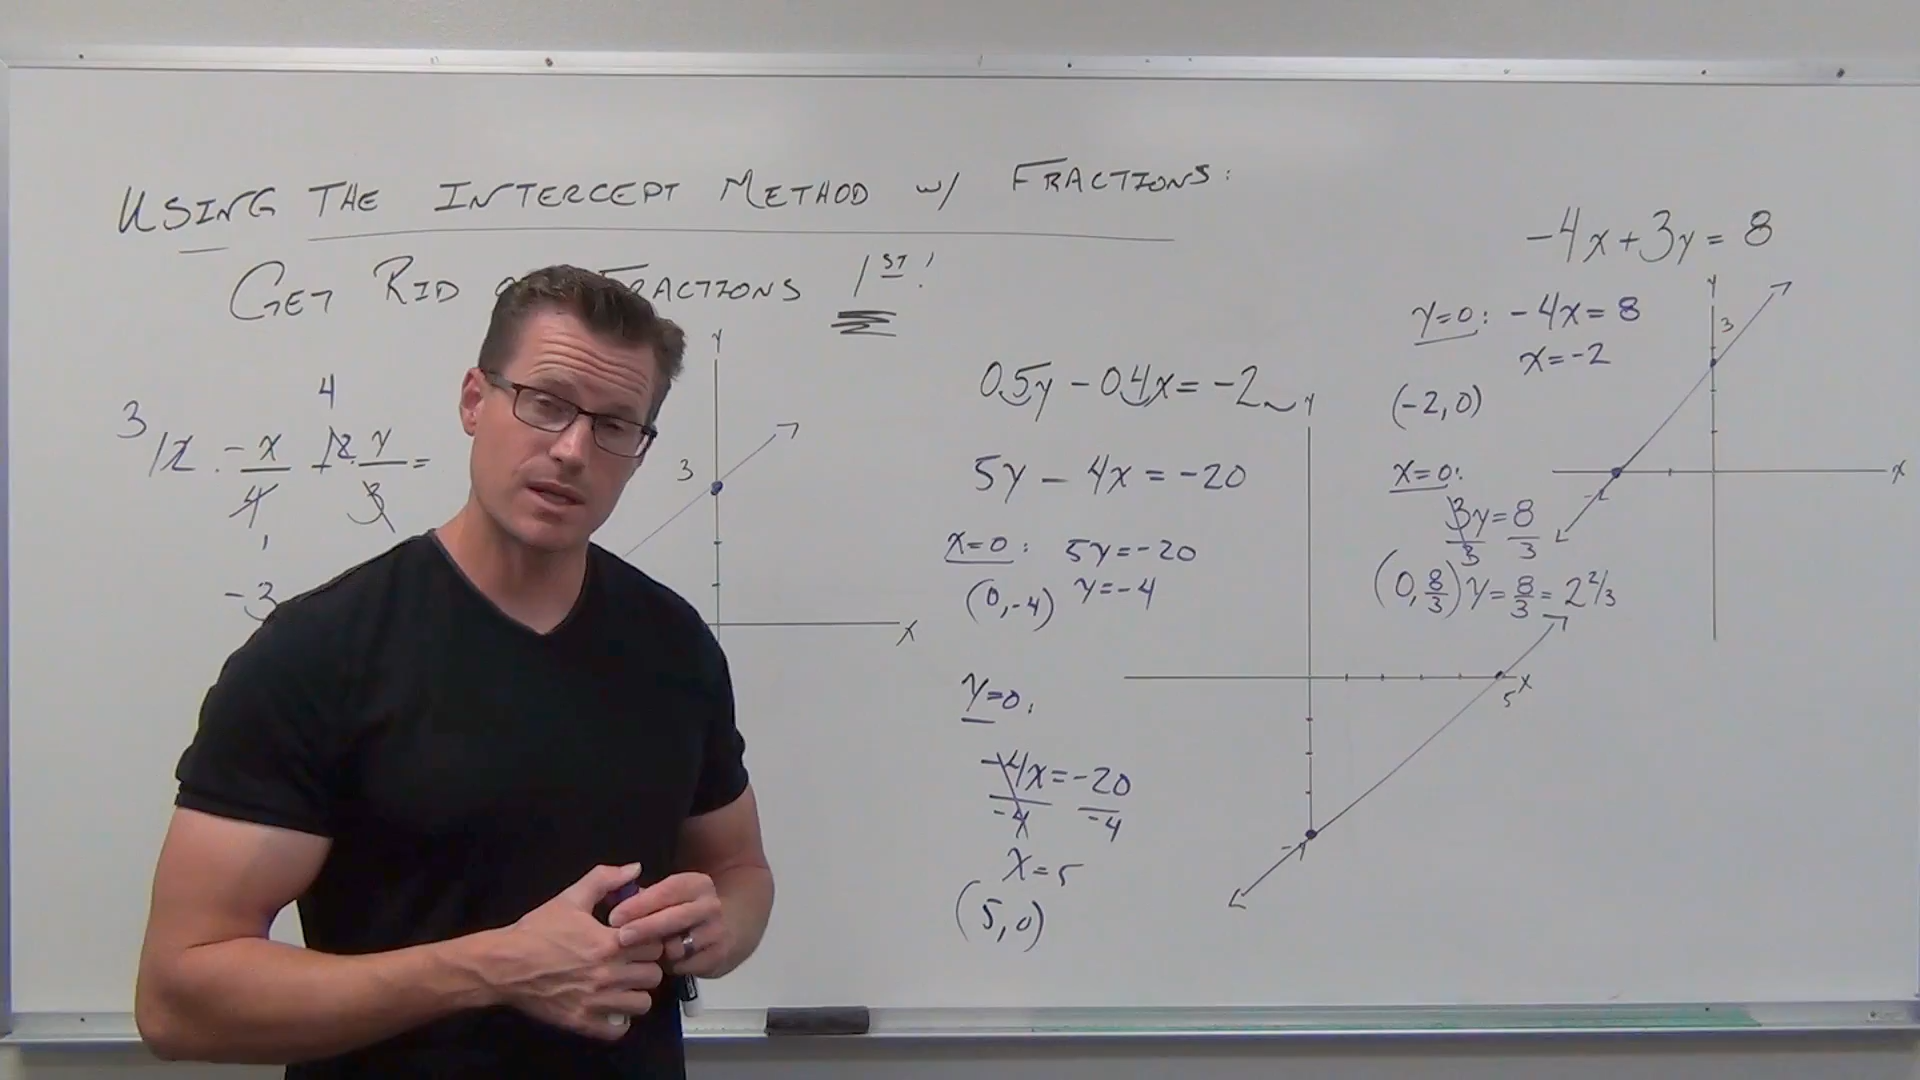 USING THE INTERCEPT METHOD w/ FRACTIONS:
GET RID FRACTIONS 1ST!
4
3
12 · -x/4 + 12 · y/3 =
1
-3
Y
3
X
0.5y - 0.4x = -2
5y - 4x = -20
x=0: 5y = -20
(0,-4) y = -4
y=0:
-4x/-4 = -20/-4
x = 5
(5,0)
Y
X
5
-4
-4x + 3y = 8
y=0: -4x = 8
x = -2
(-2,0)
x=0:
3y/3 = 8/3
(0, 8/3) y = 8/3 = 2 2/3
Y
3
X
-2